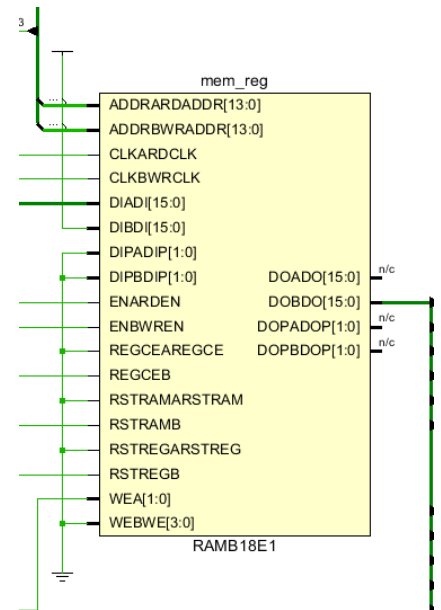 3
mem_reg
...
ADDRARDADDR[13:0]
...
ADDRBWRADDR[13:0]
CLKARDCLK
CLKBWRCLK
DIADI[15:0]
DIBDI[15:0]
DIPADIP[1:0]
n/c
DIPBDIP[1:0] DOADO[15:0]
ENARDEN DOBDO[15:0]
n/c
ENBWREN DOPADOP[1:0]
n/c
REGCEAREGCE DOPBDOP[1:0]
REGCEB
RSTRAMARSTRAM
RSTRAMB
RSTREGARSTREG
RSTREGB
WEA[1:0]
WEBWE[3:0]
RAMB18E1